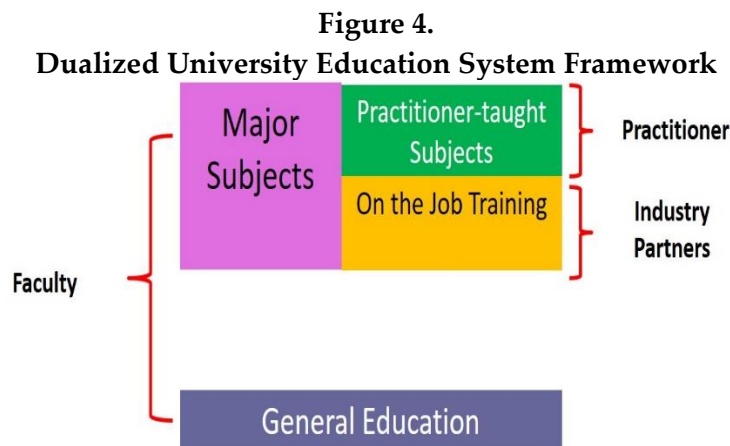 Figure 4.
Dualized University Education System Framework
Major
Subjects
Practitioner-taught
Subjects
Practitioner
On the Job Training
Industry
Partners
Faculty
General Education